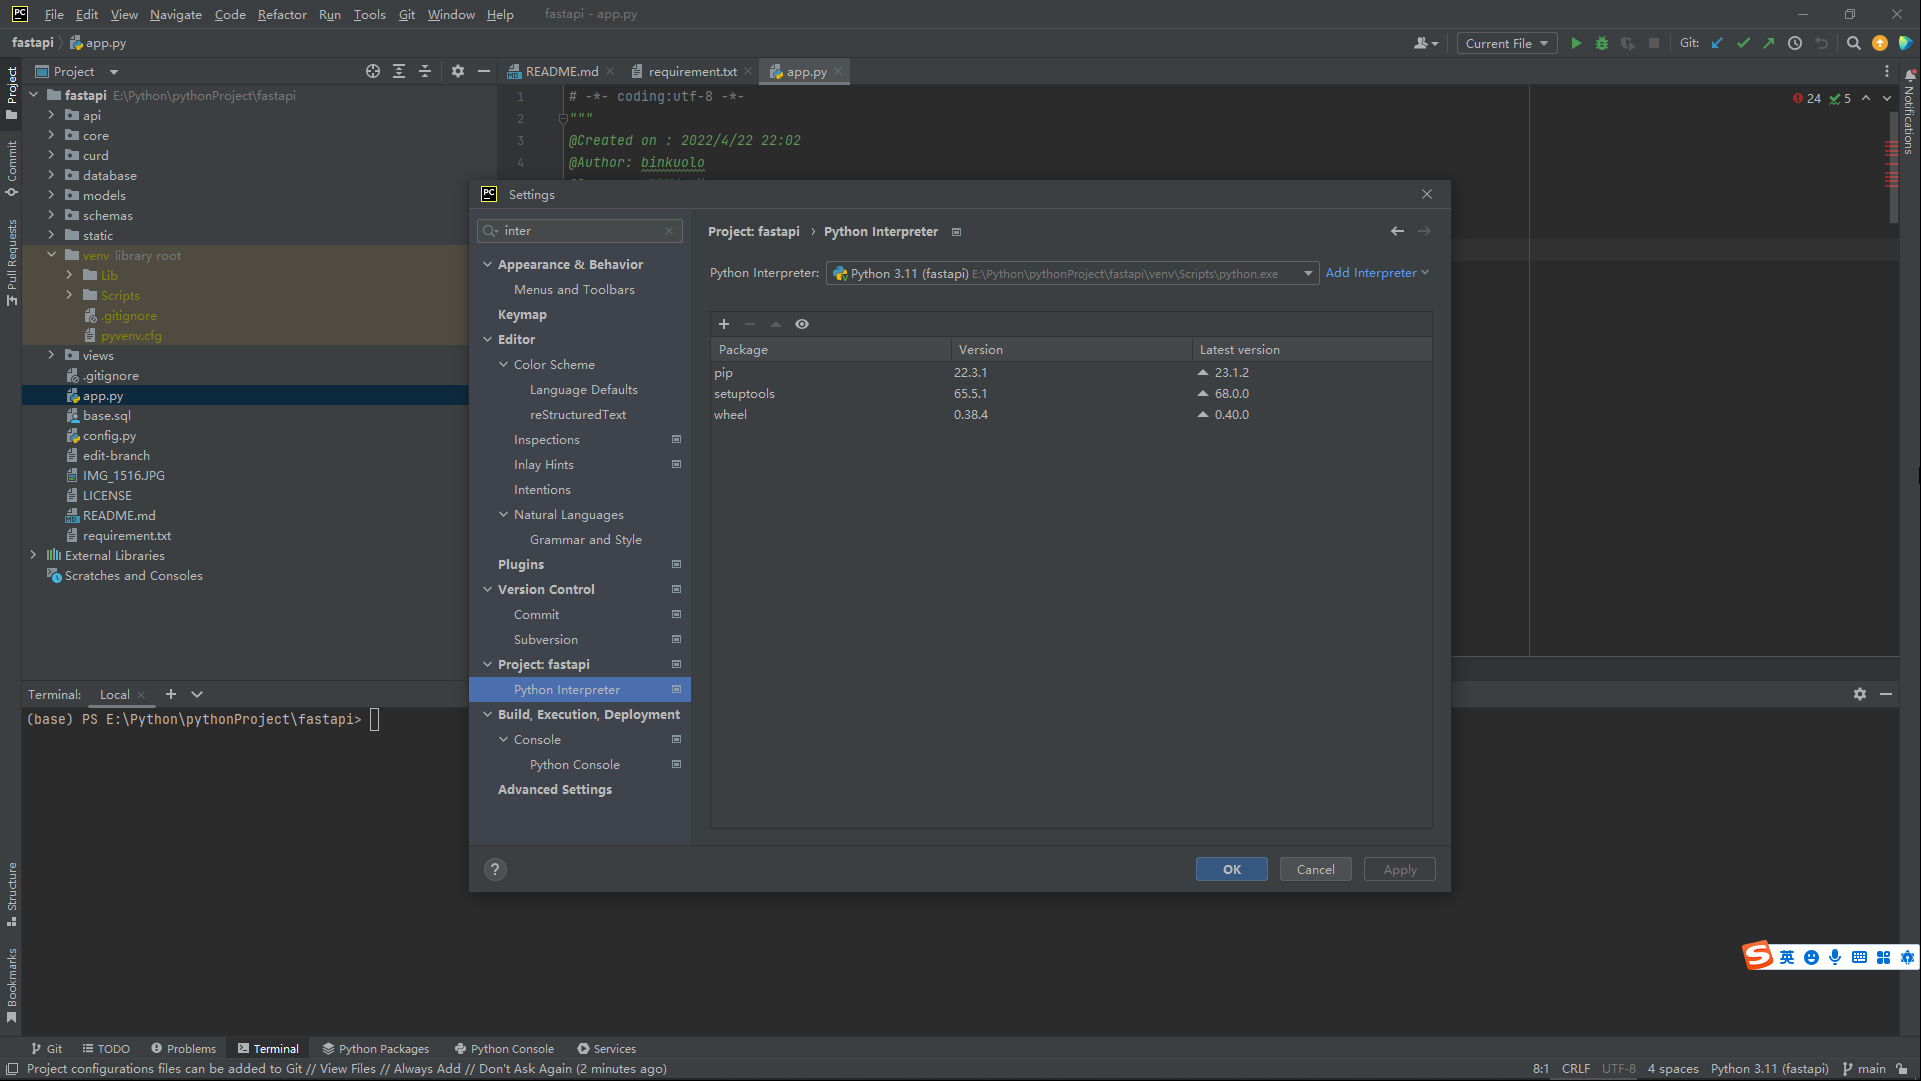 PC File Edit View Navigate Code Refactor Run Tools Git Window Help fastapi - app.py
fastapi app.py Current File Git:
Project
README.md requirement.txt app.py
fastapi E:\Python\pythonProject\fastapi
api
core
curd
database
models
schemas
static
venv library root
Lib
Scripts
.gitignore
pyvenv.cfg
views
.gitignore
app.py
base.sql
config.py
edit-branch
IMG_1516.JPG
LICENSE
README.md
requirement.txt
External Libraries
Scratches and Consoles
1 # -*- coding:utf-8 -*-
2 """
3 @Created on : 2022/4/22 22:02
4 @Author: binkuolo
24 5
Project
Commit
Pull Requests
Structure
Bookmarks
Notifications
PC Settings
inter
Appearance & Behavior
Menus and Toolbars
Keymap
Editor
Color Scheme
Language Defaults
reStructuredText
Inspections
Inlay Hints
Intentions
Natural Languages
Grammar and Style
Plugins
Version Control
Commit
Subversion
Project: fastapi
Python Interpreter
Build, Execution, Deployment
Console
Python Console
Advanced Settings
Project: fastapi › Python Interpreter
Python Interpreter: Python 3.11 (fastapi) E:\Python\pythonProject\fastapi\venv\Scripts\python.exe Add Interpreter
Package Version Latest version
pip 22.3.1 23.1.2
setuptools 65.5.1 68.0.0
wheel 0.38.4 0.40.0
? OK Cancel Apply
Terminal: Local
(base) PS E:\Python\pythonProject\fastapi>
S 英
Git TODO Problems Terminal Python Packages Python Console Services
Project configurations files can be added to Git // View Files // Always Add // Don't Ask Again (2 minutes ago) 8:1 CRLF UTF-8 4 spaces Python 3.11 (fastapi) main